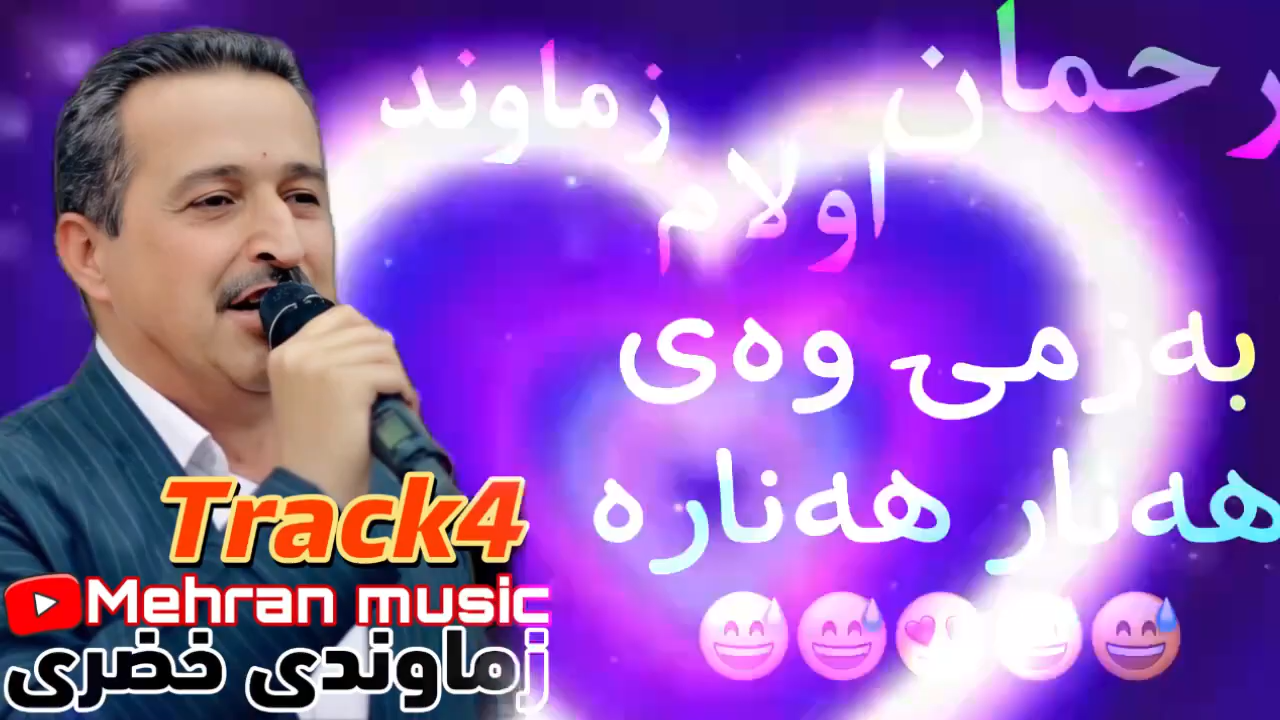 رحمان
اولام
زماوند
بەزمی وەی
هەنار هەنارە
Track4
Mehran music
زماوندی خضری